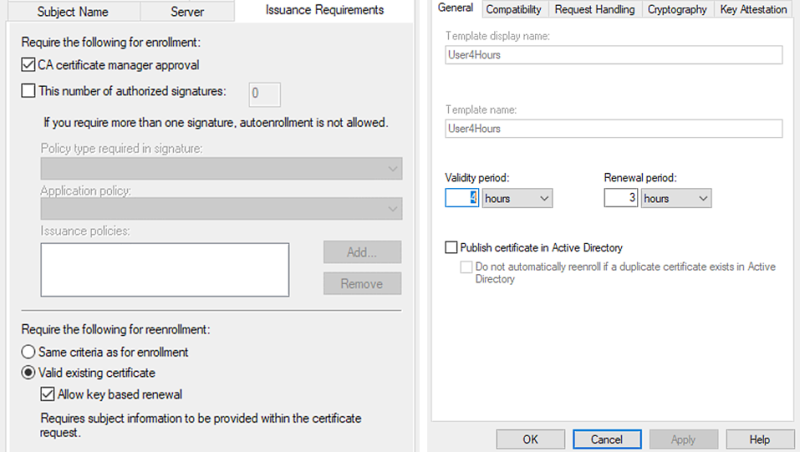 Subject Name
Server
Issuance Requirements
Require the following for enrollment:
CA certificate manager approval
This number of authorized signatures:
0
If you require more than one signature, autoenrollment is not allowed.
Policy type required in signature:
Application policy:
Issuance policies:
Add...
Remove
Require the following for reenrollment:
Same criteria as for enrollment
Valid existing certificate
Allow key based renewal
Requires subject information to be provided within the certificate
request.
General
Compatibility
Request Handling
Cryptography
Key Attestation
Template display name:
User4Hours
Template name:
User4Hours
Validity period:
Renewal period:
4 hours
3 hours
Publish certificate in Active Directory
Do not automatically reenroll if a duplicate certificate exists in Active
Directory
OK
Cancel
Apply
Help